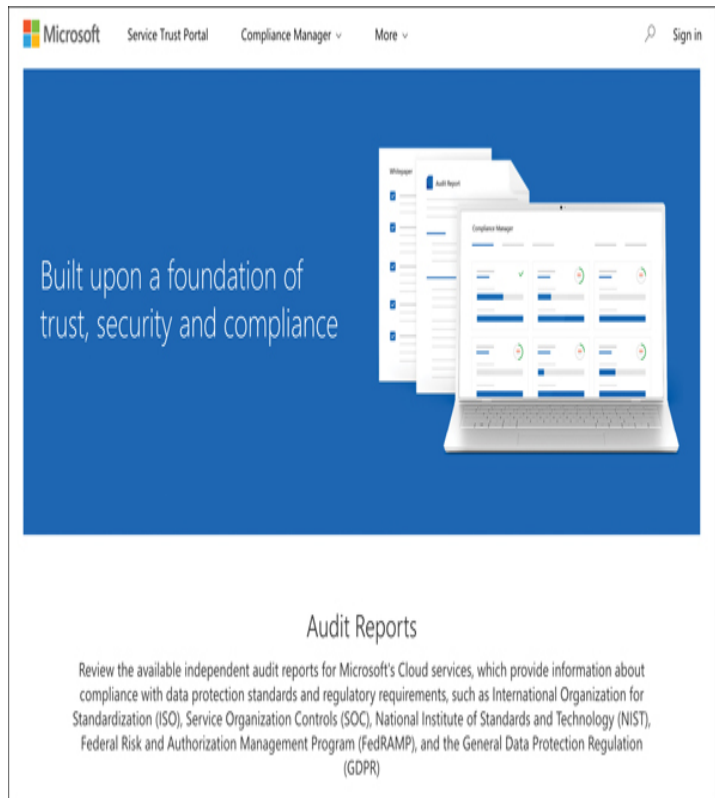 Microsoft Service Trust Portal Compliance Manager More Sign in
Whitepaper
Audit Report
Compliance Manager
Built upon a foundation of
trust, security and compliance
Audit Reports
Review the available independent audit reports for Microsoft's Cloud services, which provide information about
compliance with data protection standards and regulatory requirements, such as International Organization for
Standardization (ISO), Service Organization Controls (SOC), National Institute of Standards and Technology (NIST),
Federal Risk and Authorization Management Program (FedRAMP), and the General Data Protection Regulation
(GDPR)